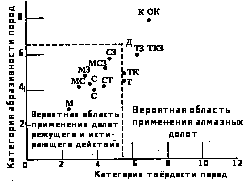 Категория абразивности пород
8
6
4
2
0
К ОК
Д
ТЗ ТКЗ
СЗ
МСЗ
МЗ
ТК
С
СТ
Т
МС
С
М
Вероятная область
применения долот
режущего и исти-
рающего действия
Вероятная область
применения алмазных
долот
2 4 6 8 10
Категория твёрдости пород